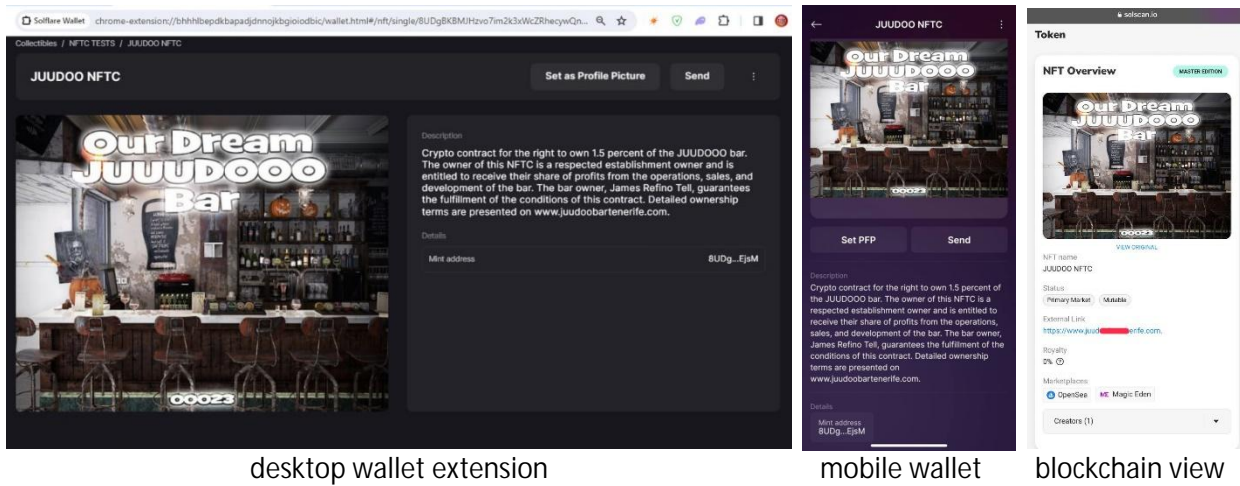 Solflare Wallet
chrome-extension://bhhhlbepdkbapadjdnnojkbgioiodbic/wallet.html#/nft/single/8UDgBKBMJHzvo7im2k3xWcZRhecywQn...
Collectibles / NFTC TESTS / JUUDOO NFTC
JUUDOO NFTC
Set as Profile Picture
Send
Our Dream
JUUUDOOO
Bar
00023
Description
Crypto contract for the right to own 1.5 percent of the JUUDOOO bar.
The owner of this NFTC is a respected establishment owner and is
entitled to receive their share of profits from the operations, sales, and
development of the bar. The bar owner, James Refino Tell, guarantees
the fulfillment of the conditions of this contract. Detailed ownership
terms are presented on www.juudoobartenerife.com.
Details
Mint address
8UDg...EjsM
desktop wallet extension
JUUDOO NFTC
Our Dream
JUUUDOOO
Bar
00023
Set PFP
Send
Description
Crypto contract for the right to own 1.5 percent of
the JUUDOOO bar. The owner of this NFTC is a
respected establishment owner and is entitled to
receive their share of profits from the operations,
sales, and development of the bar. The bar owner,
James Refino Tell, guarantees the fulfillment of the
conditions of this contract. Detailed ownership
terms are presented on
www.juudoobartenerife.com.
Details
Mint address
8UDg...EjsM
mobile wallet
solscan.io
Token
NFT Overview
MASTER EDITION
Our Dream
JUUUDOOO
Bar
00023
VIEW ORIGINAL
NFT name
JUUDOO NFTC
Status
Primary Market
Mutable
External Link
https://www.juud
erife.com.
Royalty
0%
Marketplaces
OpenSea
ME Magic Eden
Creators (1)
blockchain view